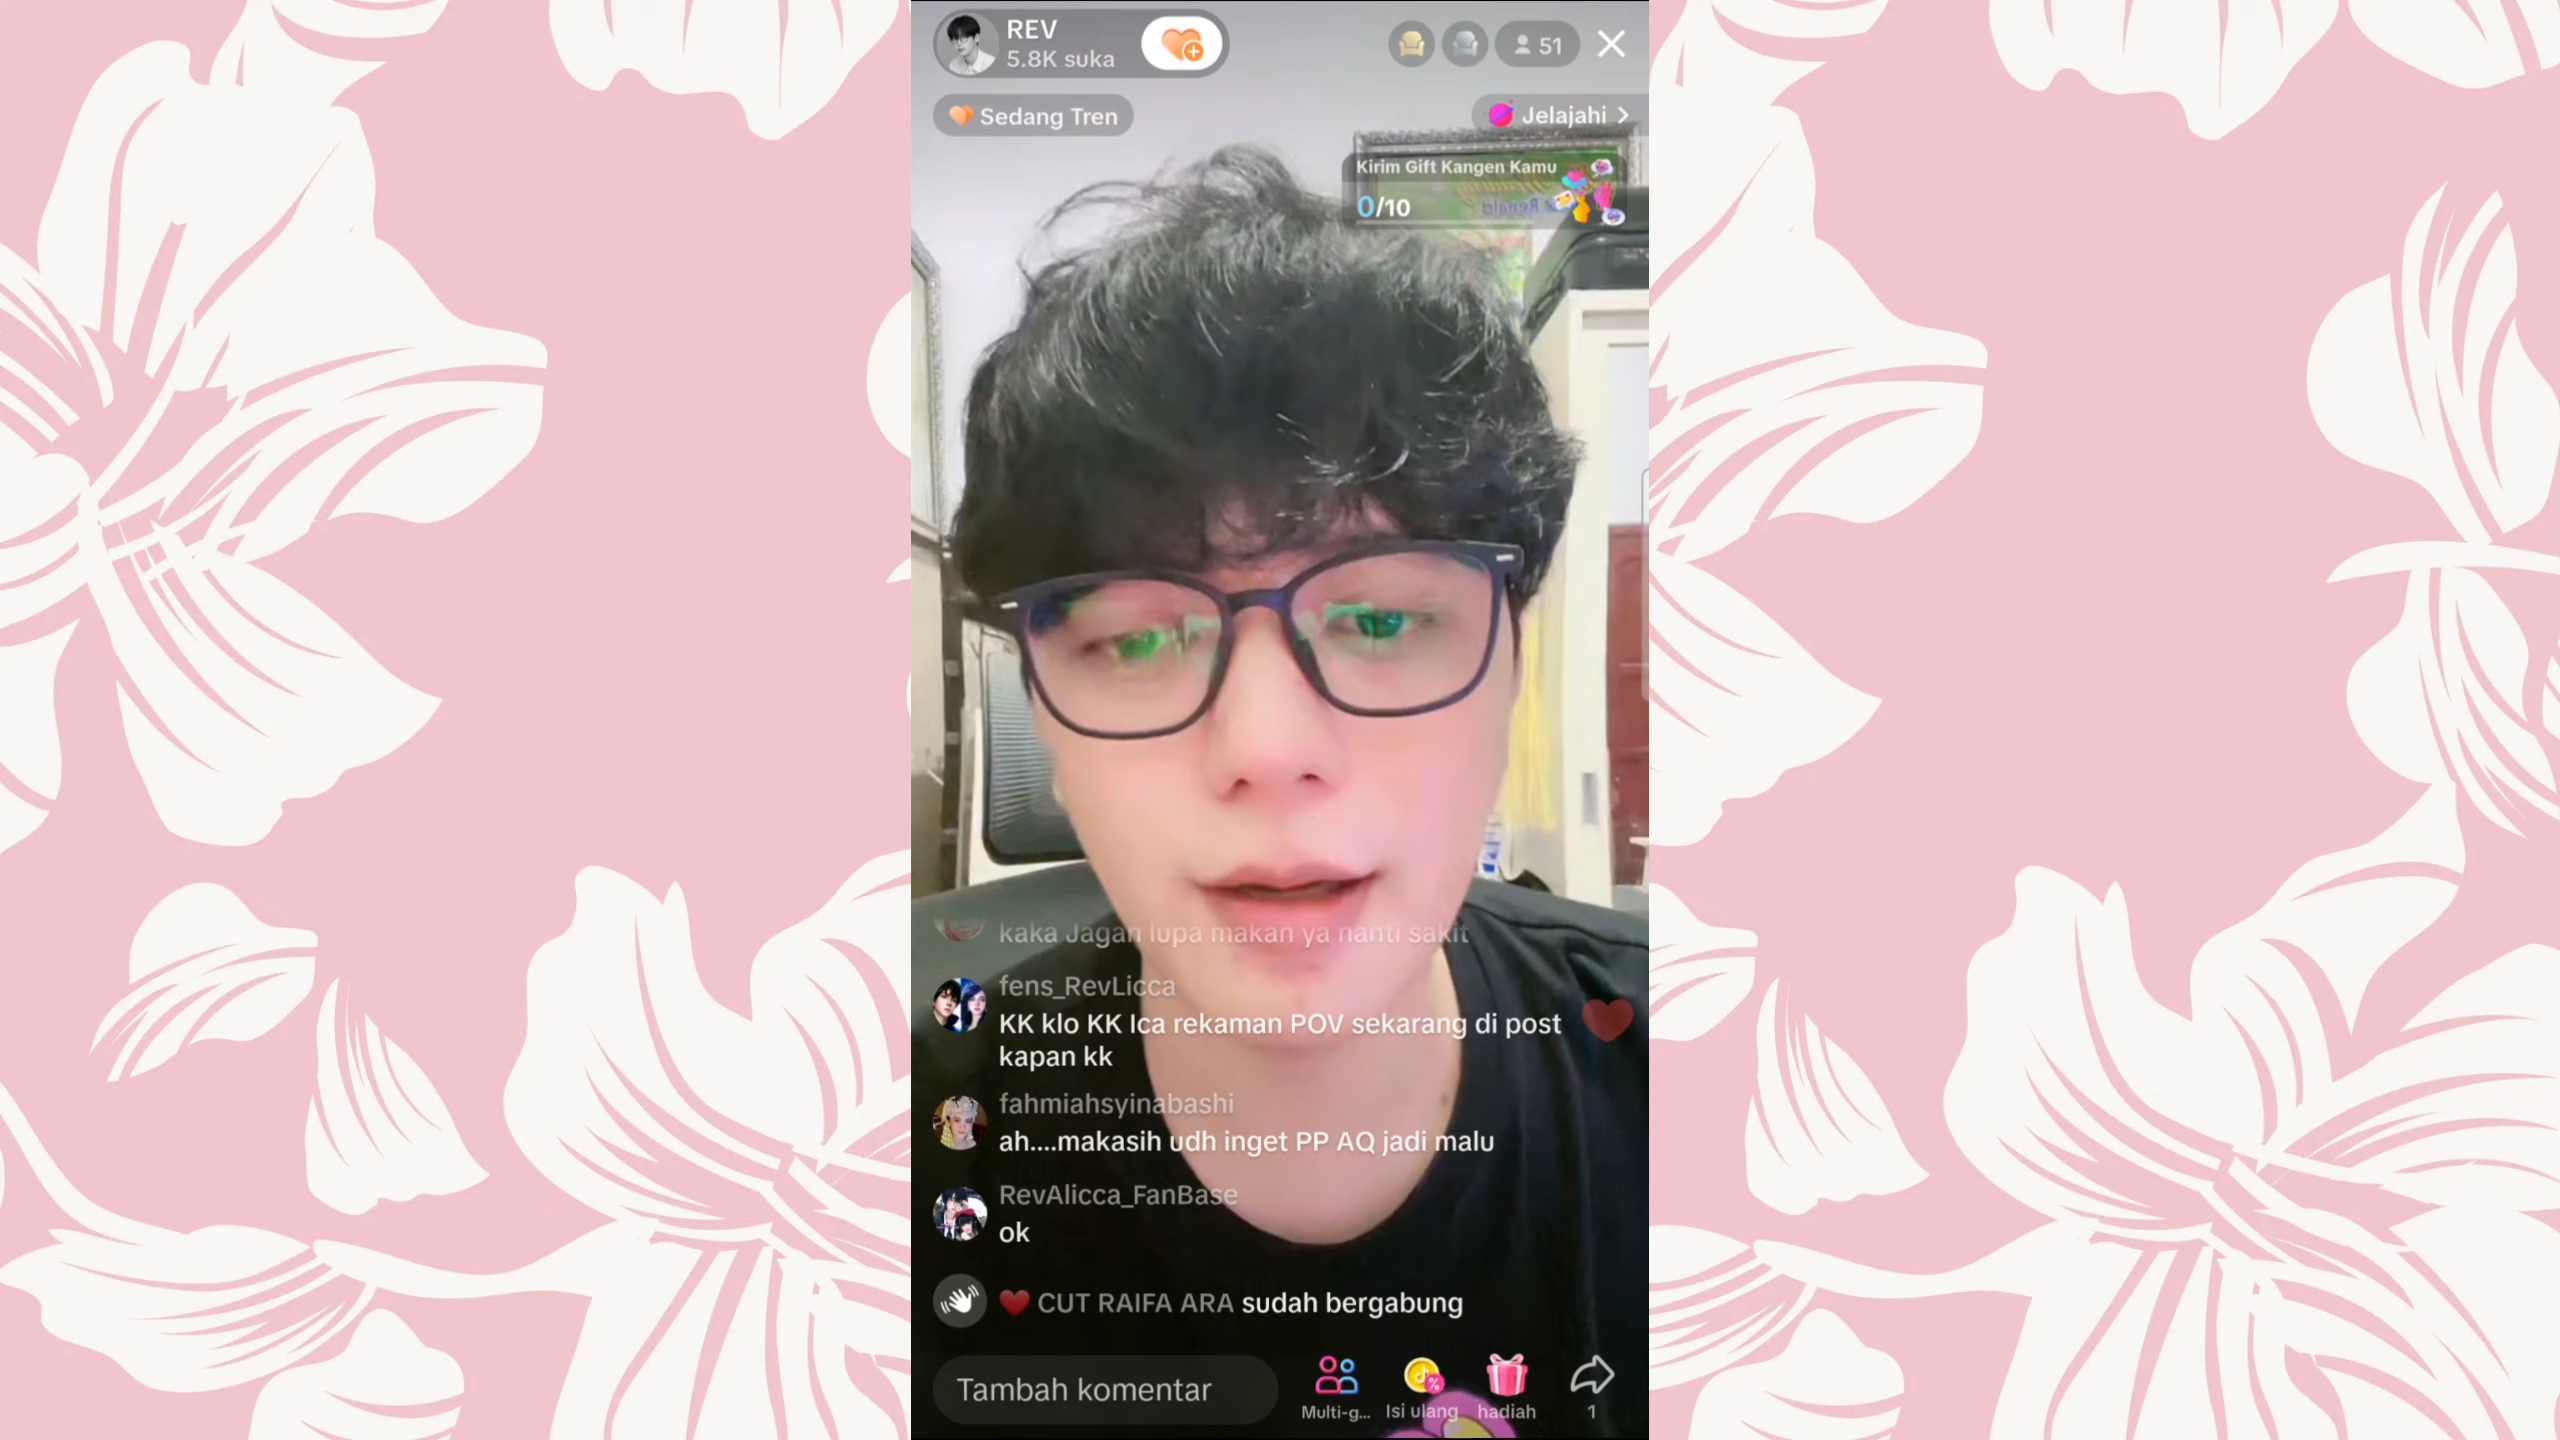 REV
5.8K suka
51
Sedang Tren
Jelajahi
Kirim Gift Kangen Kamu
0/10
kaka Jagan lupa makan ya nanti sakit
fens_RevLicca
KK klo KK Ica rekaman POV sekarang di post
kapan kk
fahmiahsyinabashi
ah....makasih udh inget PP AQ jadi malu
RevAlicca_FanBase
ok
CUT RAIFA ARA sudah bergabung
Tambah komentar
Multi-g...
Isi ulang
hadiah
1